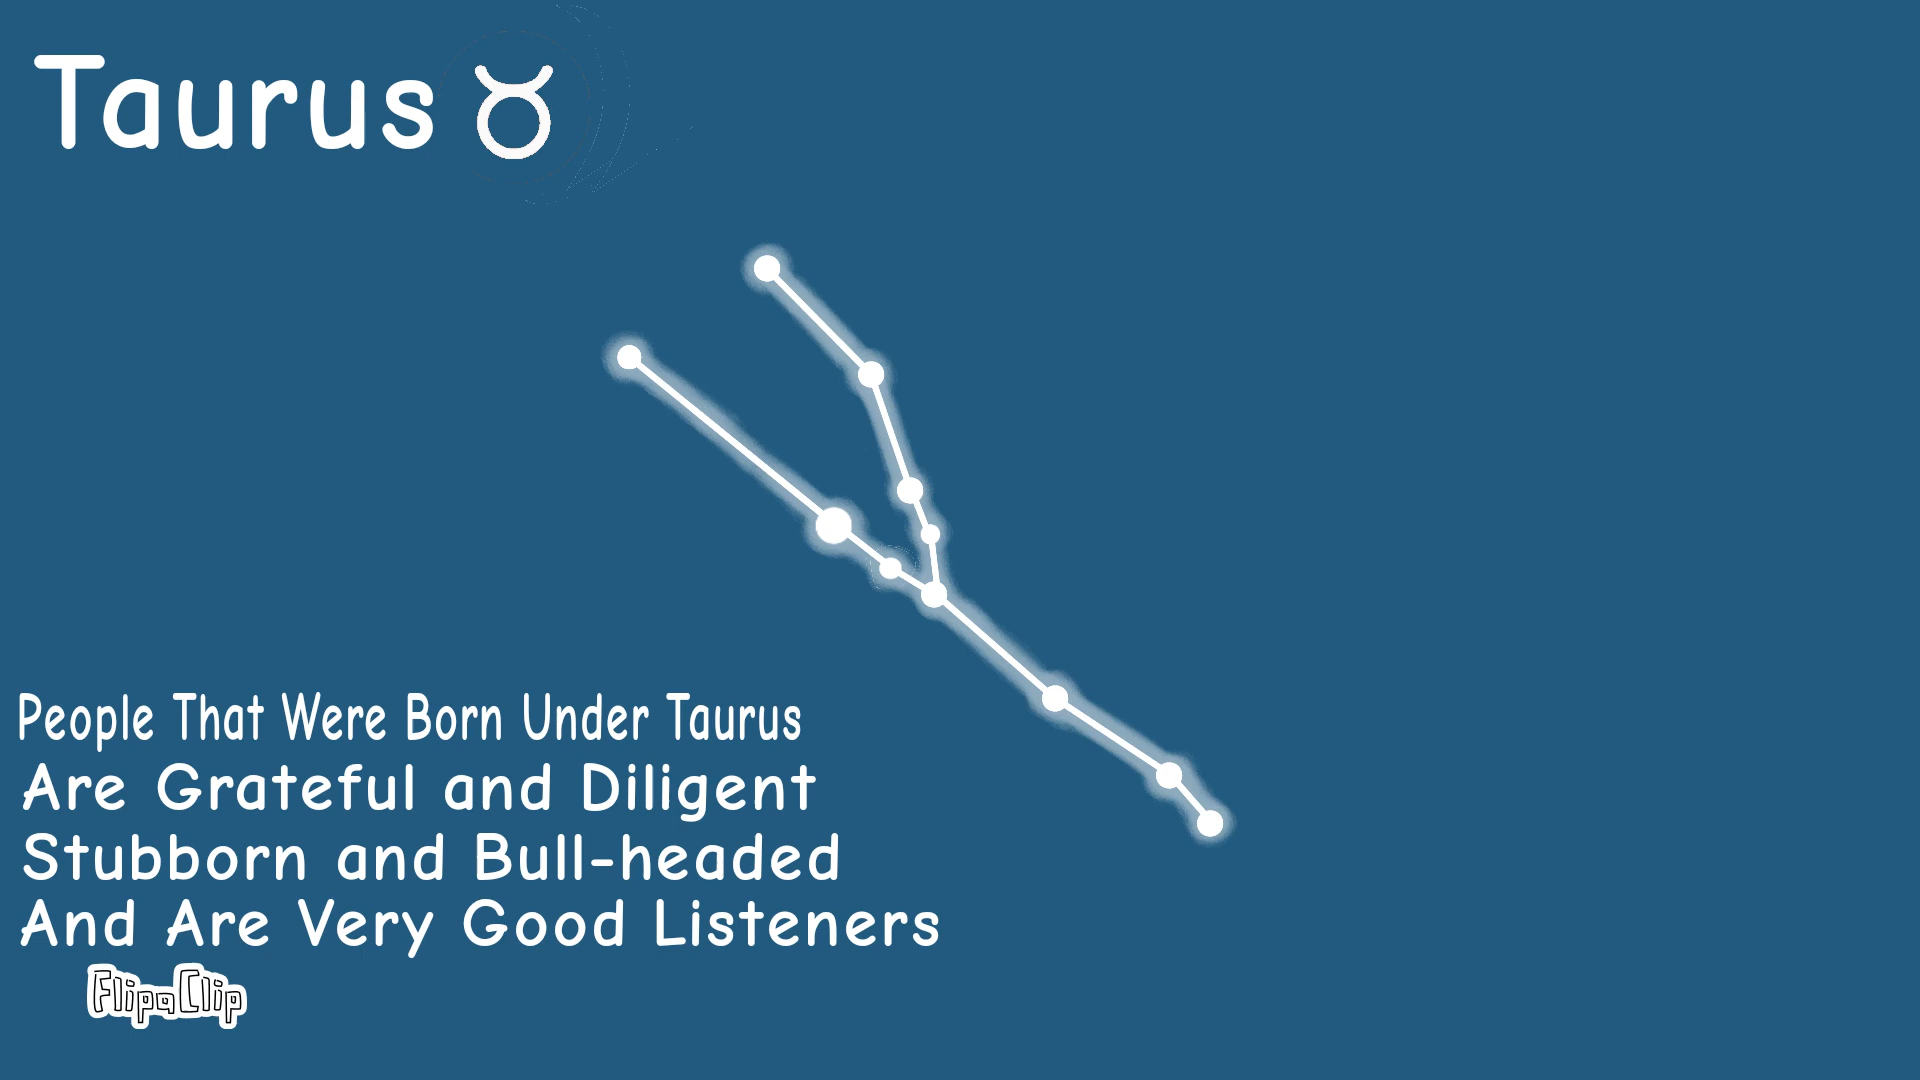 Taurus ♉
People That Were Born Under Taurus
Are Grateful and Diligent
Stubborn and Bull-headed
And Are Very Good Listeners
FlipaClip